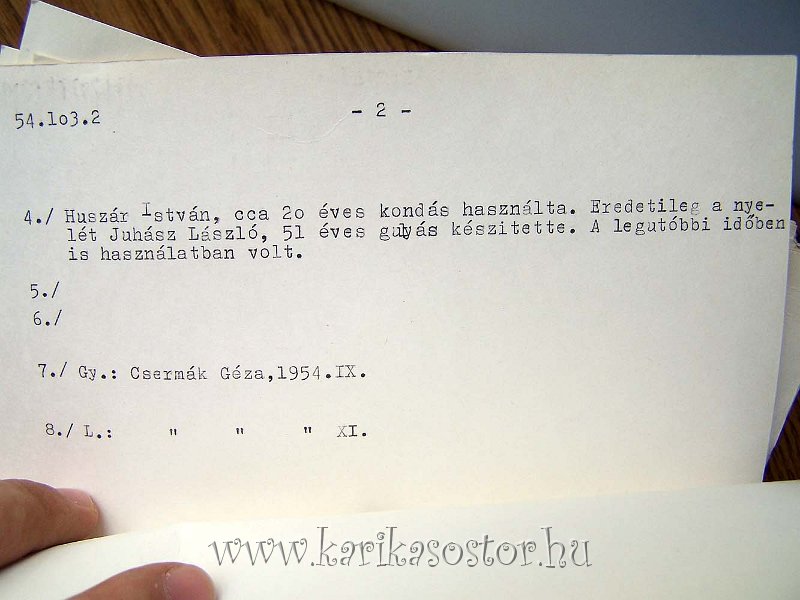 54.lo3.2
- 2 -
4./ Huszár István, cca 2o éves kondás használta. Eredetileg a nye-
lét Juhász László, 51 éves gulyás készitette. A legutóbbi időben
is használatban volt.
5./
6./
7./ Gy.: Csermák Géza,1954.IX.
8./ L.: " " " XI.
www.karikasostor.hu